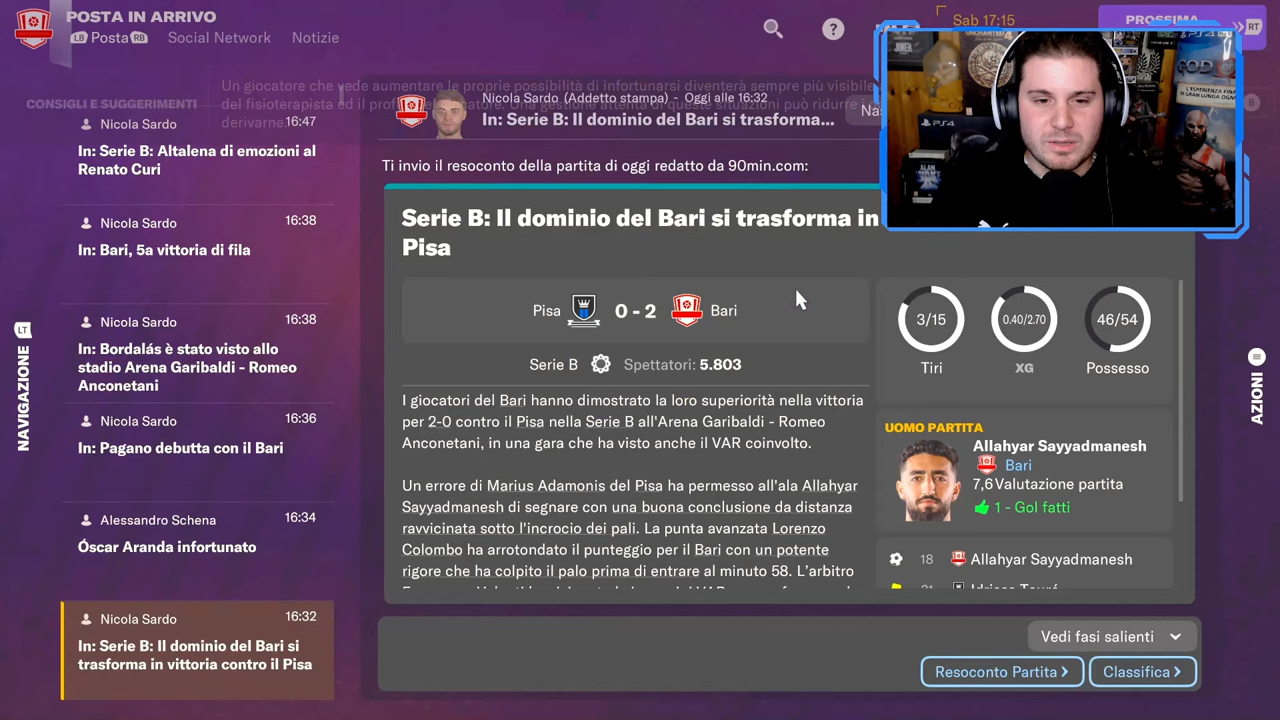 POSTA IN ARRIVO
LB Posta RB Social Network Notizie
Sab 17:15
PROSSIMA
RT
CONSIGLI E SUGGERIMENTI
Un giocatore che vede aumentare le proprie possibilità di infortunarsi diventerà sempre più visibile
Nicola Sardo 16:47
In: Serie B: Altalena di emozioni al
Renato Curi
Nicola Sardo 16:38
In: Bari, 5a vittoria di fila
Nicola Sardo 16:38
In: Bordalás è stato visto allo
stadio Arena Garibaldi - Romeo
Anconetani
Nicola Sardo 16:36
In: Pagano debutta con il Bari
Alessandro Schena 16:34
Óscar Aranda infortunato
Nicola Sardo 16:32
In: Serie B: Il dominio del Bari si
trasforma in vittoria contro il Pisa
LT NAVIGAZIONE
Nicola Sardo (Addetto stampa) - Oggi alle 16:32
In: Serie B: Il dominio del Bari si trasforma...
Ti invio il resoconto della partita di oggi redatto da 90min.com:
Serie B: Il dominio del Bari si trasforma in
Pisa
Pisa 0 - 2 Bari
Serie B Spettatori: 5.803
I giocatori del Bari hanno dimostrato la loro superiorità nella vittoria
per 2-0 contro il Pisa nella Serie B all'Arena Garibaldi - Romeo
Anconetani, in una gara che ha visto anche il VAR coinvolto.
Un errore di Marius Adamonis del Pisa ha permesso all'ala Allahyar
Sayyadmanesh di segnare con una buona conclusione da distanza
ravvicinata sotto l'incrocio dei pali. La punta avanzata Lorenzo
Colombo ha arrotondato il punteggio per il Bari con un potente
rigore che ha colpito il palo prima di entrare al minuto 58. L'arbitro
3/15 0.40/2.70 46/54
Tiri XG Possesso
UOMO PARTITA
Allahyar Sayyadmanesh
Bari
7,6 Valutazione partita
1 - Gol fatti
18 Allahyar Sayyadmanesh
Vedi fasi salienti
Resoconto Partita Classifica
AZIONI
PS4